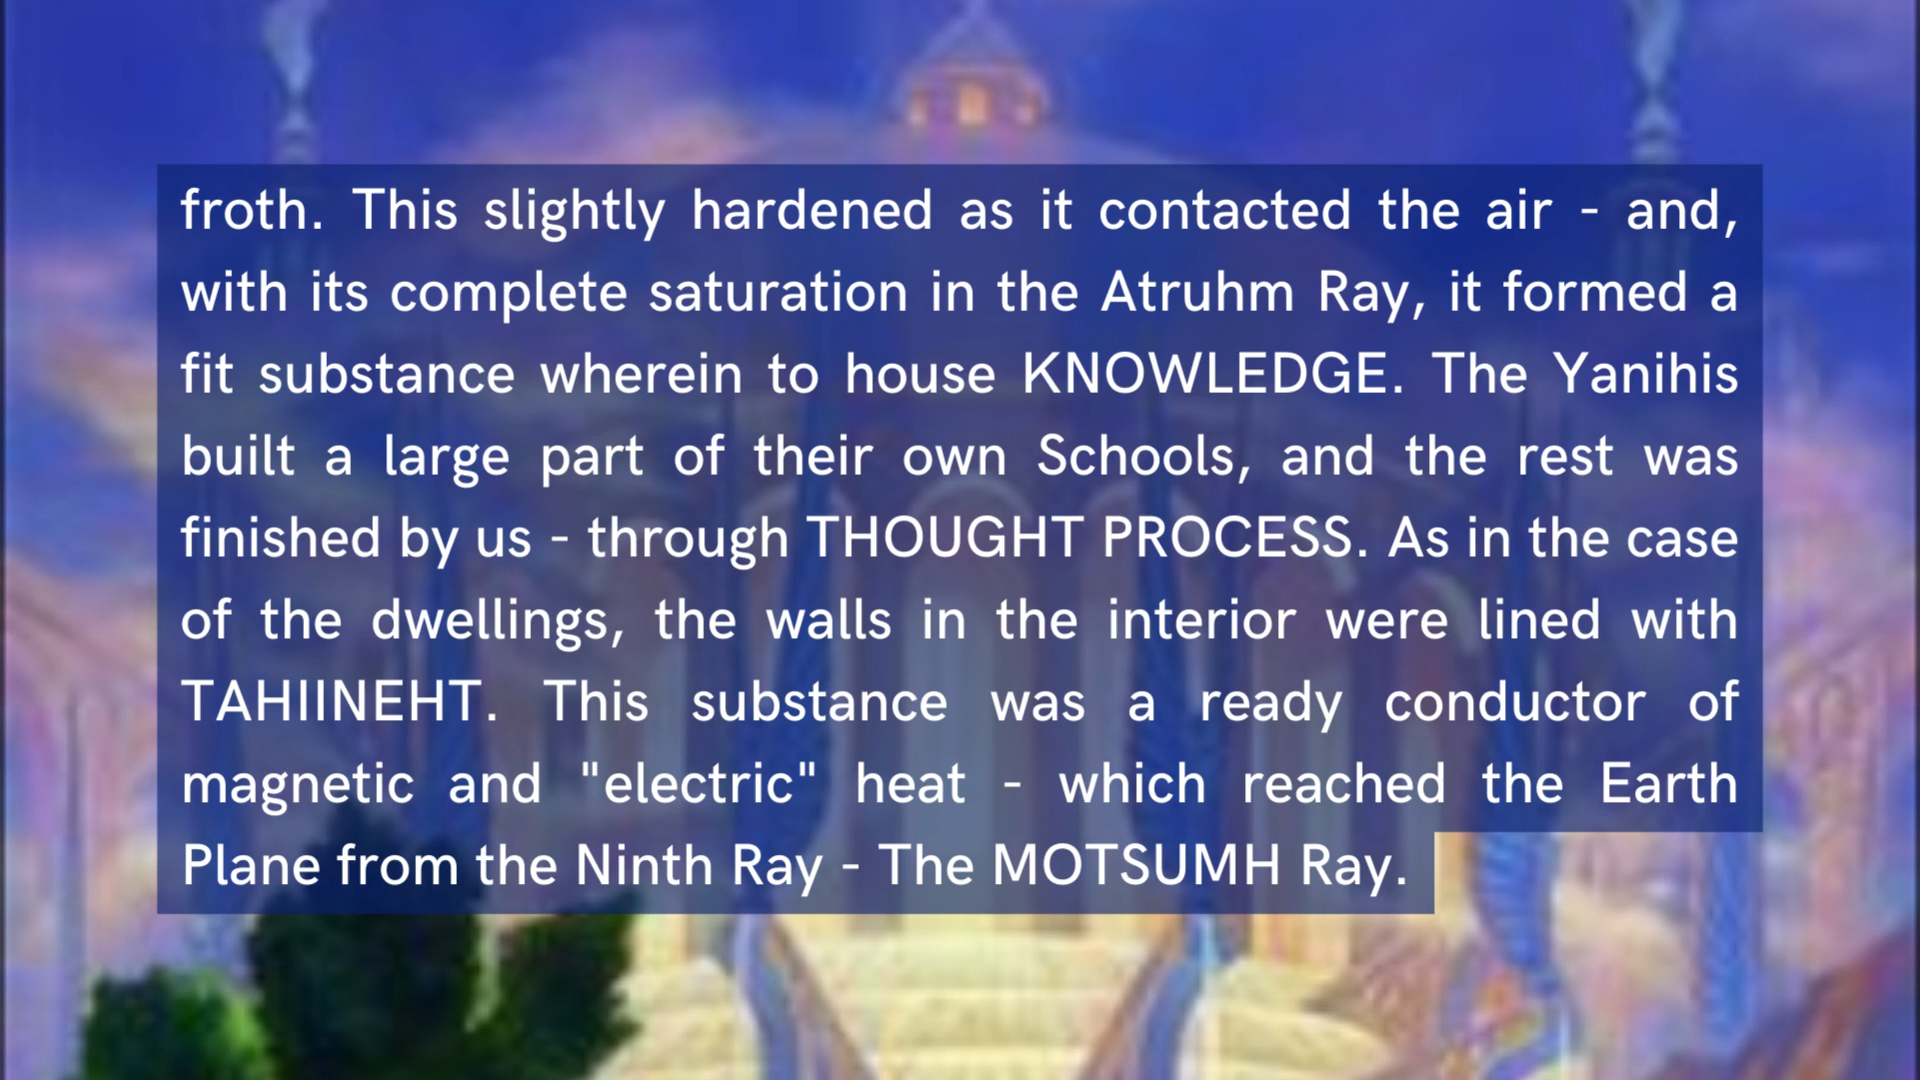 froth. This slightly hardened as it contacted the air - and,
with its complete saturation in the Atruhm Ray, it formed a
fit substance wherein to house KNOWLEDGE. The Yanihis
built a large part of their own Schools, and the rest was
finished by us - through THOUGHT PROCESS. As in the case
of the dwellings, the walls in the interior were lined with
TAHIINEHT. This substance was a ready conductor of
magnetic and "electric" heat - which reached the Earth
Plane from the Ninth Ray - The MOTSUMH Ray.